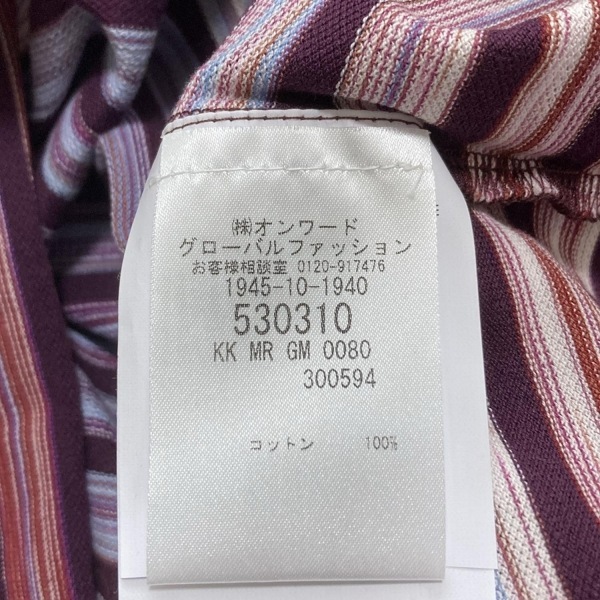 ㈱オンワード
グローバルファッション
お客様相談室 0120-917476
1945-10-1940
530310
KK MR GM 0080
300594
コットン 100%